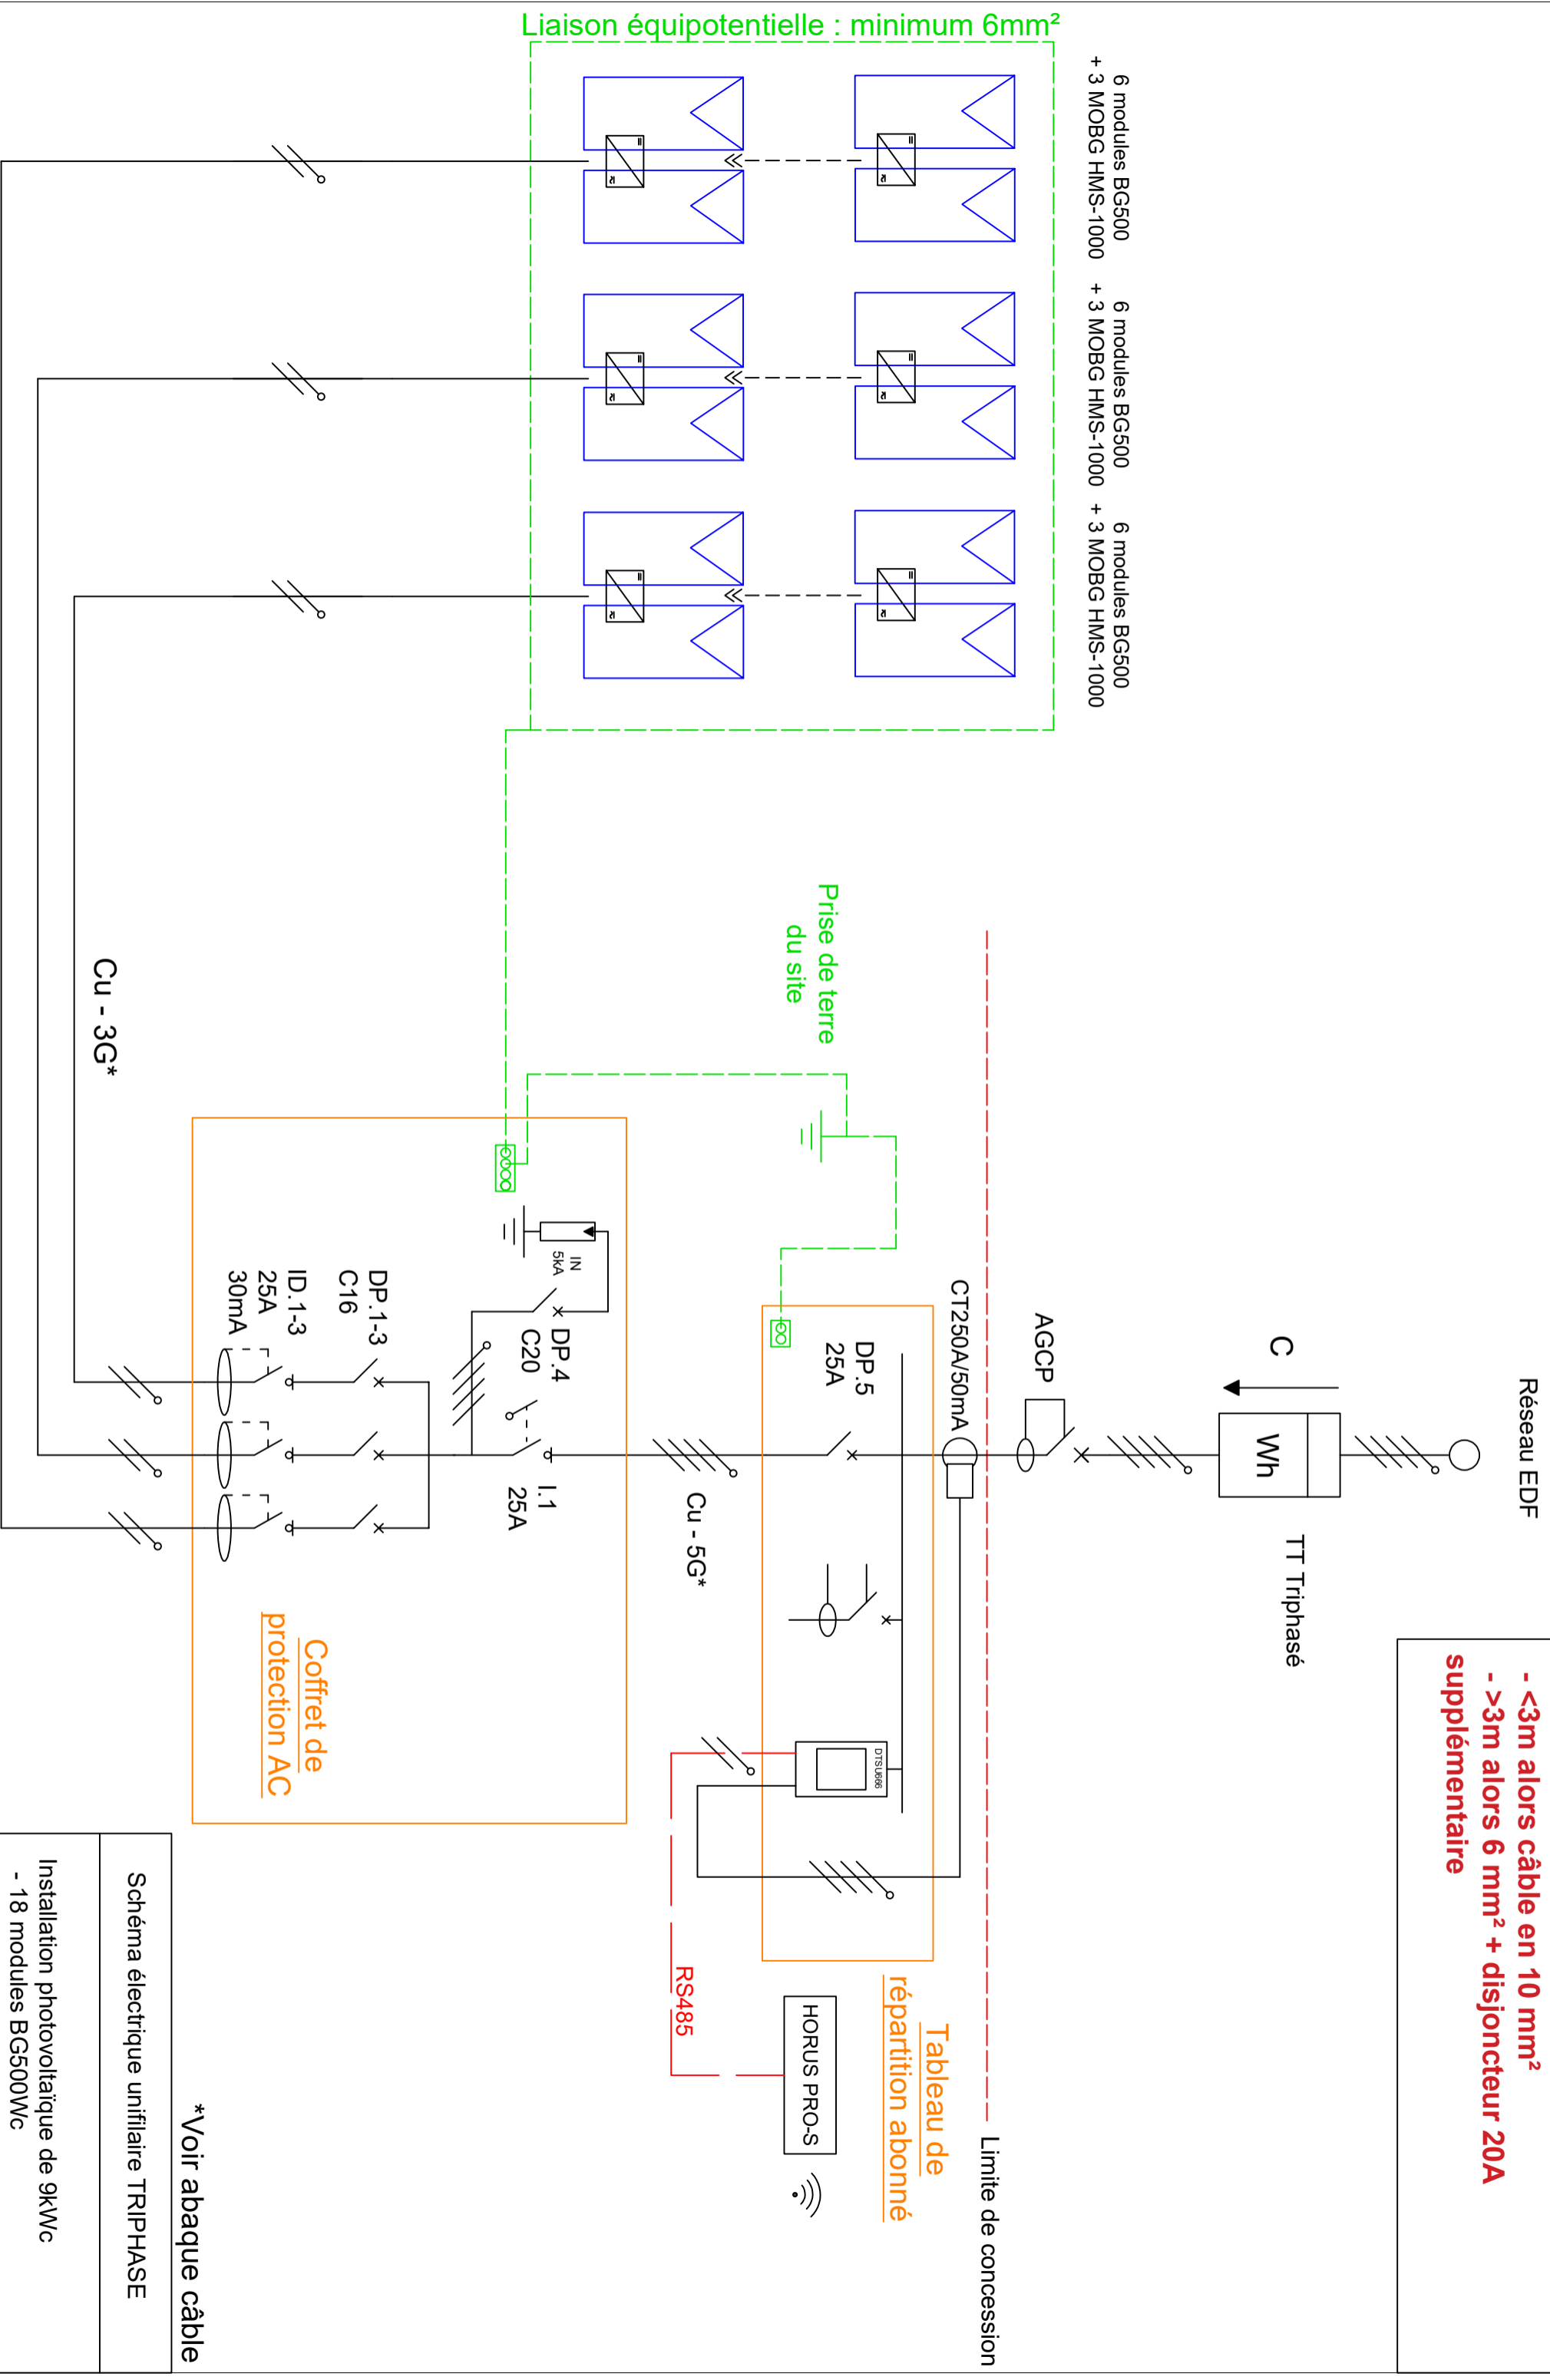 Liaison équipotentielle : minimum 6mm²
6 modules BG500
+ 3 MOBG HMS-1000
6 modules BG500
+ 3 MOBG HMS-1000
6 modules BG500
+ 3 MOBG HMS-1000
- <3m alors câble en 10 mm²
- >3m alors 6 mm² + disjoncteur 20A
supplémentaire
Réseau EDF
C
Wh
TT Triphasé
AGCP
CT250A/50mA
Limite de concession
Prise de terre
du site
DP.5
25A
DTSU666
Tableau de
répartition abonné
HORUS PRO-S
RS485
Cu - 5G*
IN
5kA
DP.4
C20
I.1
25A
DP.1-3
C16
ID.1-3
25A
30mA
Coffret de
protection AC
Cu - 3G*
*Voir abaque câble
Schéma électrique unifilaire TRIPHASE
Installation photovoltaïque de 9kWc
- 18 modules BG500Wc